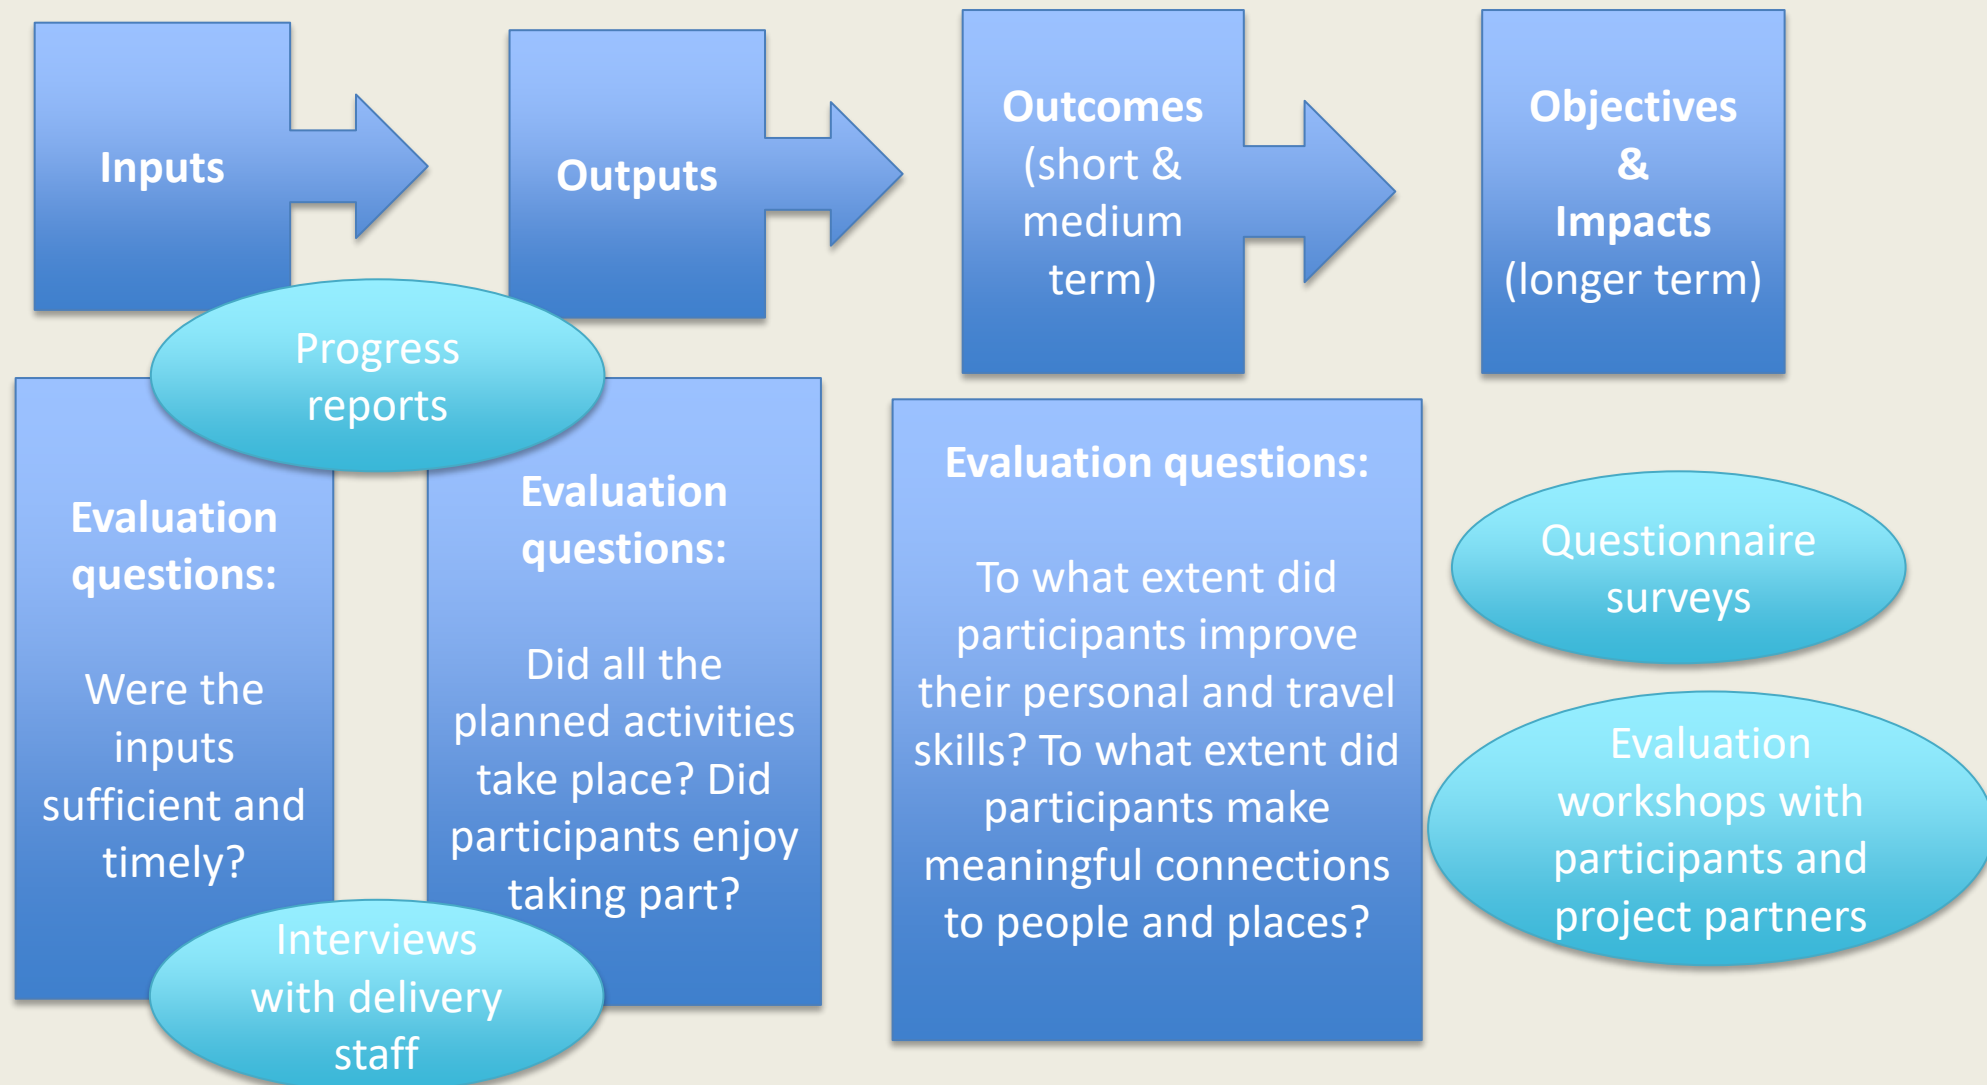 Inputs
Outputs
Outcomes
(short &
medium
term)
Objectives
&
Impacts
(longer term)
Progress
reports
Evaluation
questions:
Were the
inputs
sufficient and
timely?
Evaluation
questions:
Did all the
planned activities
take place? Did
participants enjoy
taking part?
Interviews
with delivery
staff
Evaluation questions:
To what extent did
participants improve
their personal and travel
skills? To what extent did
participants make
meaningful connections
to people and places?
Questionnaire
surveys
Evaluation
workshops with
participants and
project partners